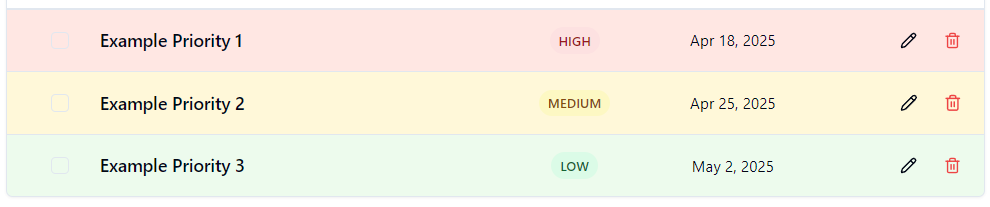 Example Priority 1 HIGH Apr 18, 2025
Example Priority 2 MEDIUM Apr 25, 2025
Example Priority 3 LOW May 2, 2025